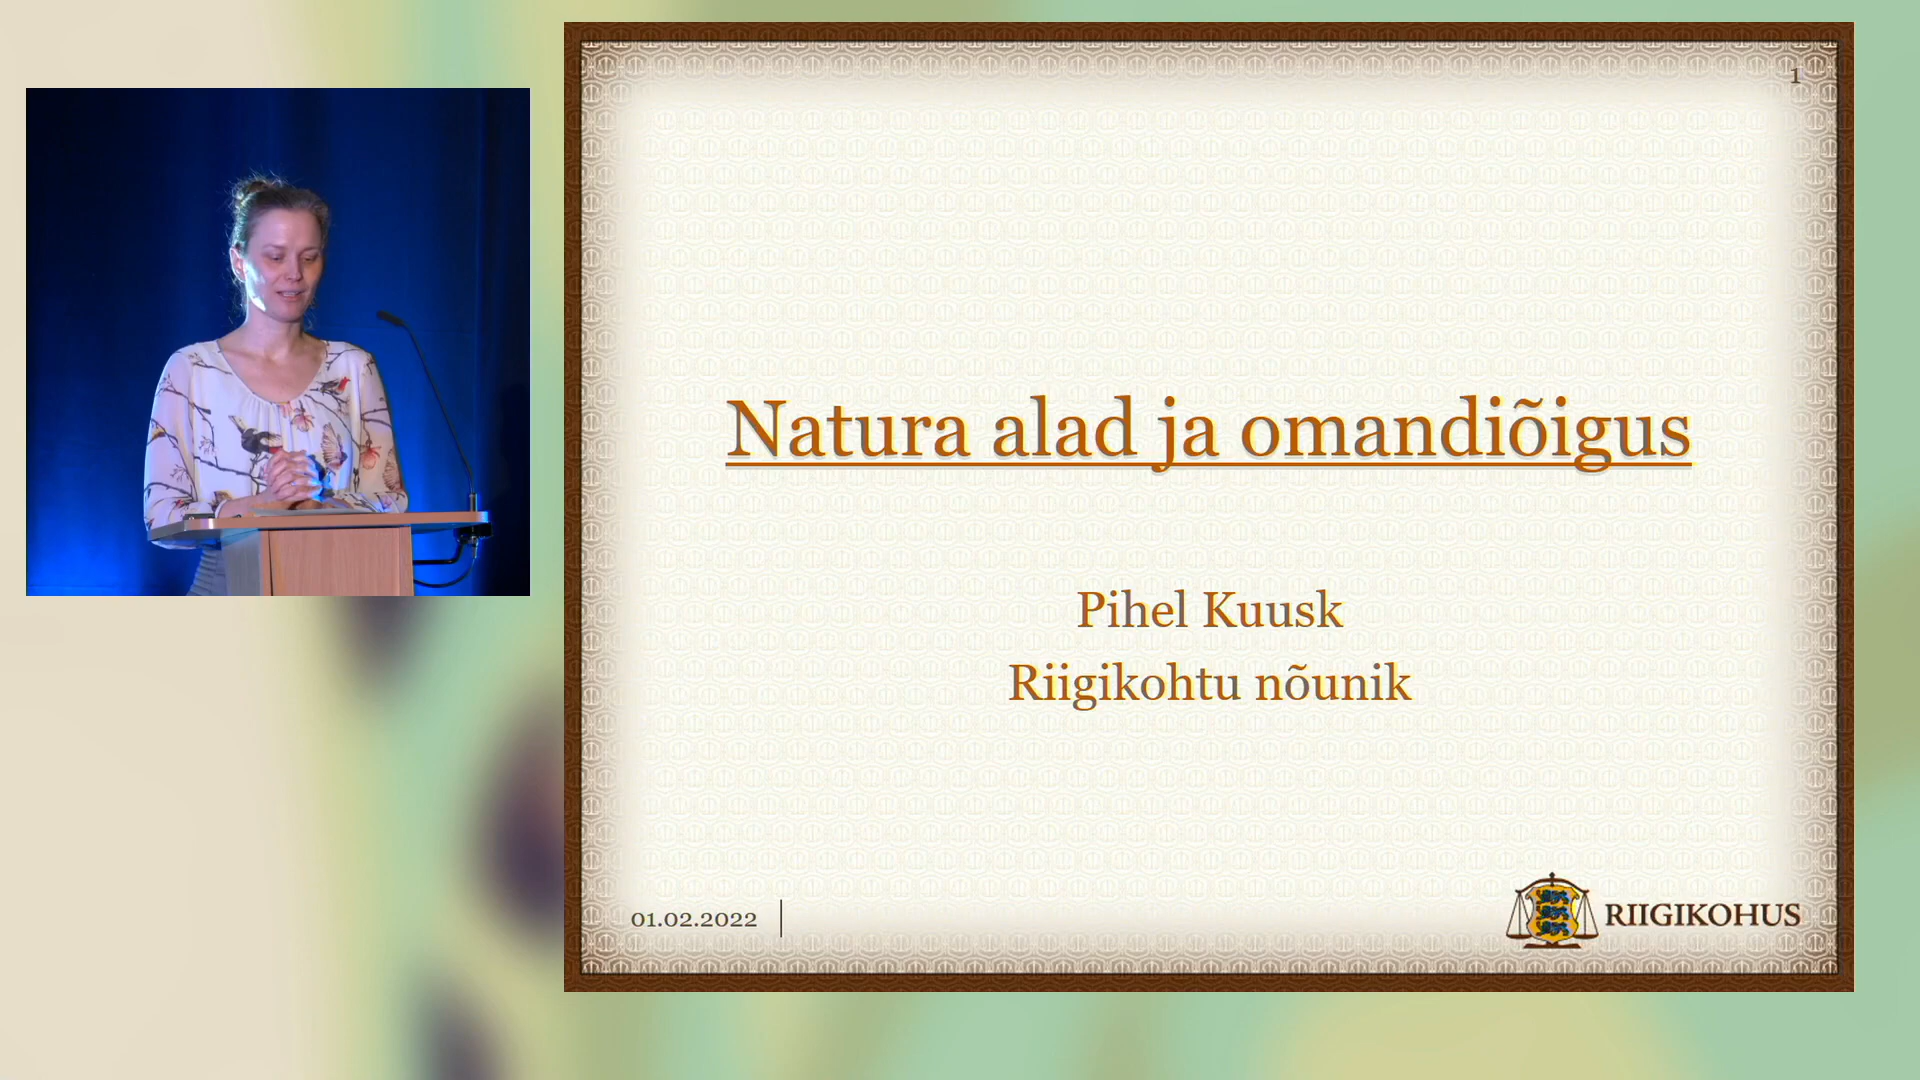 1
Natura alad ja omandiõigus
Pihel Kuusk
Riigikohtu nõunik
01.02.2022
RIIGIKOHUS